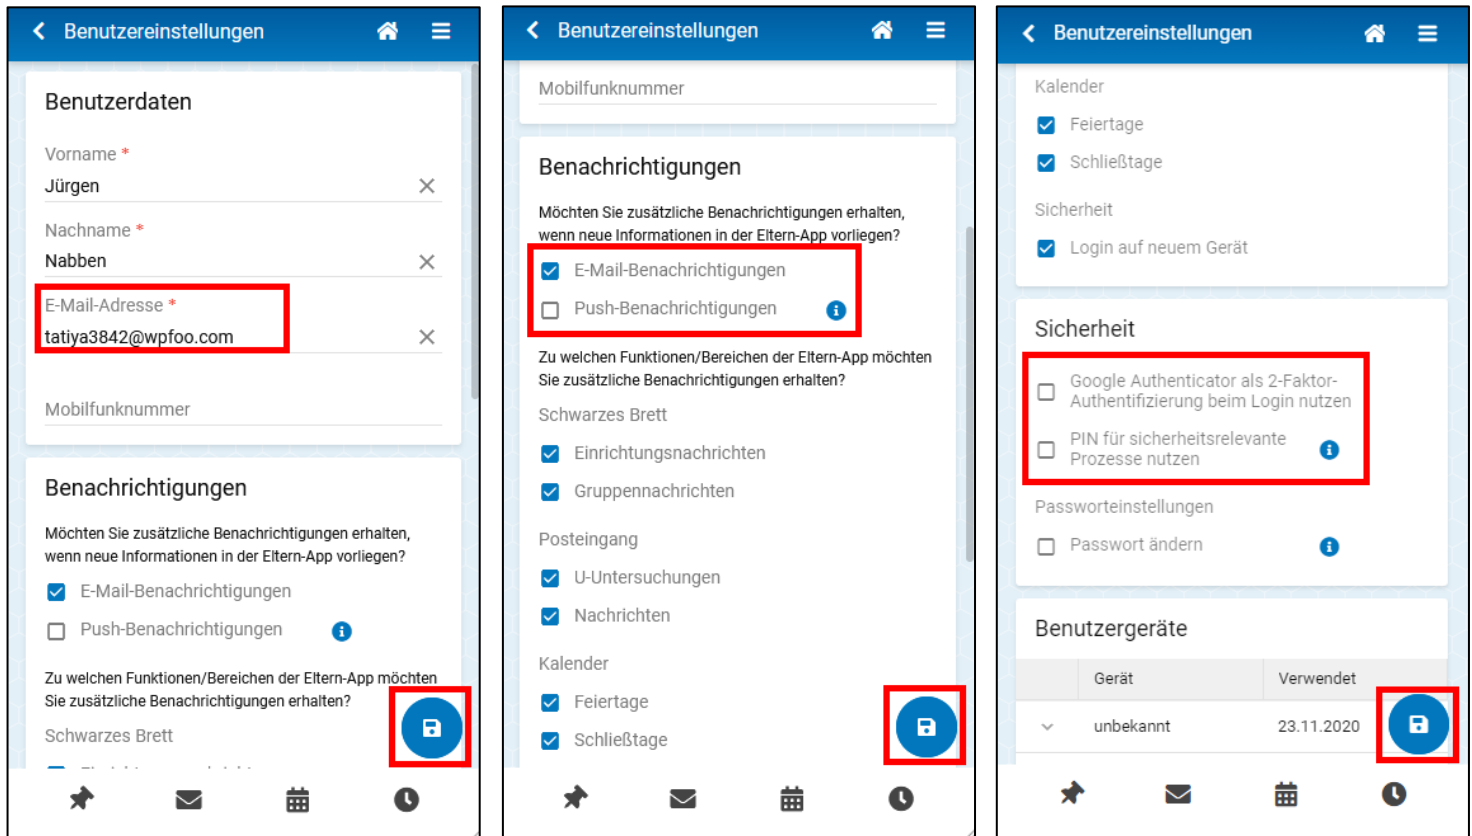 Benutzereinstellungen
Benutzerdaten
Vorname *
Jürgen
Nachname *
Nabben
E-Mail-Adresse *
tatiya3842@wpfoo.com
Mobilfunknummer
Benachrichtigungen
Möchten Sie zusätzliche Benachrichtigungen erhalten,
wenn neue Informationen in der Eltern-App vorliegen?
E-Mail-Benachrichtigungen
Push-Benachrichtigungen
Zu welchen Funktionen/Bereichen der Eltern-App möchten
Sie zusätzliche Benachrichtigungen erhalten?
Schwarzes Brett
Benutzereinstellungen
Mobilfunknummer
Benachrichtigungen
Möchten Sie zusätzliche Benachrichtigungen erhalten,
wenn neue Informationen in der Eltern-App vorliegen?
E-Mail-Benachrichtigungen
Push-Benachrichtigungen
Zu welchen Funktionen/Bereichen der Eltern-App möchten
Sie zusätzliche Benachrichtigungen erhalten?
Schwarzes Brett
Einrichtungsnachrichten
Gruppennachrichten
Posteingang
U-Untersuchungen
Nachrichten
Kalender
Feiertage
Schließtage
Benutzereinstellungen
Kalender
Feiertage
Schließtage
Sicherheit
Login auf neuem Gerät
Sicherheit
Google Authenticator als 2-Faktor-
Authentifizierung beim Login nutzen
PIN für sicherheitsrelevante
Prozesse nutzen
Passworteinstellungen
Passwort ändern
Benutzergeräte
Gerät Verwendet
unbekannt 23.11.2020